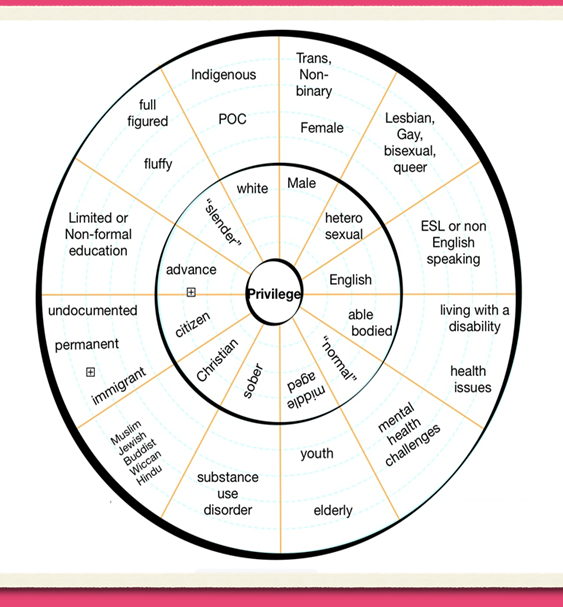 Trans,
Non-
binary
Female
Male
Lesbian,
Gay,
bisexual,
queer
hetero
sexual
ESL or non
English
speaking
English
living with a
disability
health
issues
able
bodied
mental
health
challenges
"normal"
youth
elderly
middle
aged
substance
use
disorder
sober
Muslim
Jewish
Buddist
Wiccan
Hindu
Christian
undocumented
permanent
immigrant
citizen
Limited or
Non-formal
education
advance
full
figured
fluffy
"slender"
Indigenous
POC
white
Privilege